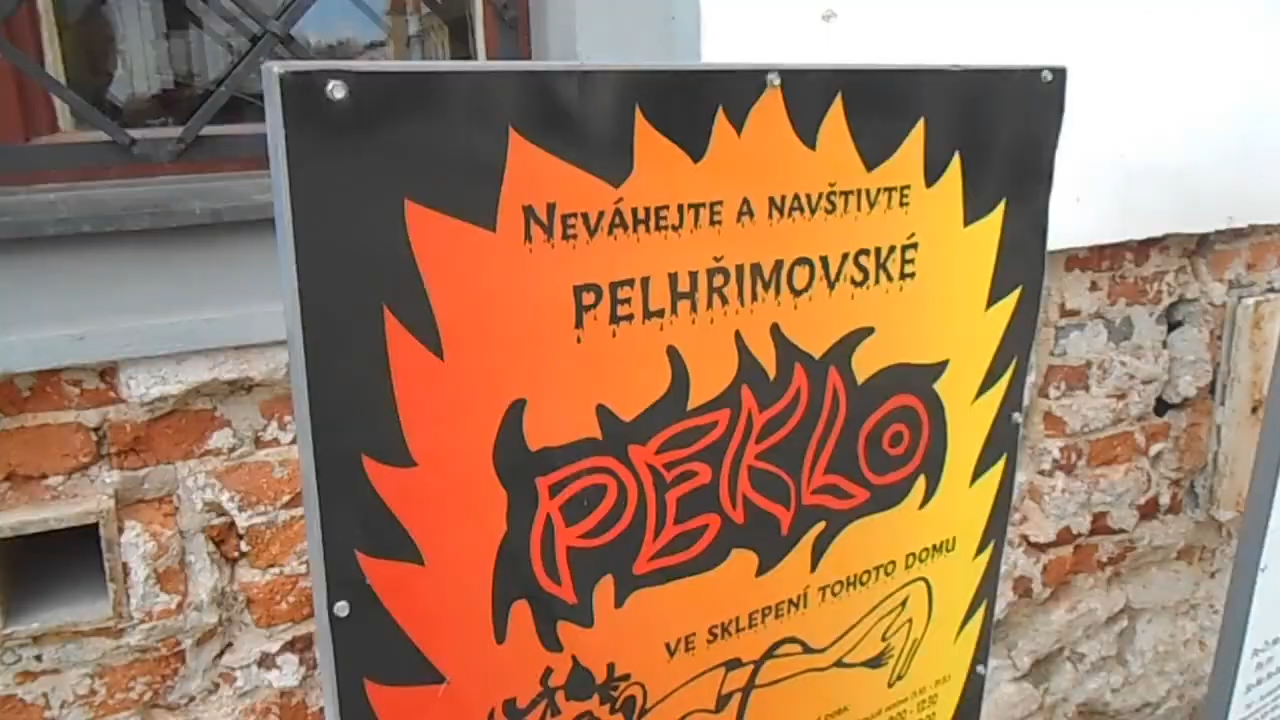 NEVÁHEJTE A NAVŠTIVTE
PELHŘIMOVSKÉ
PEKLO
VE SKLEPENÍ TOHOTO DOMU